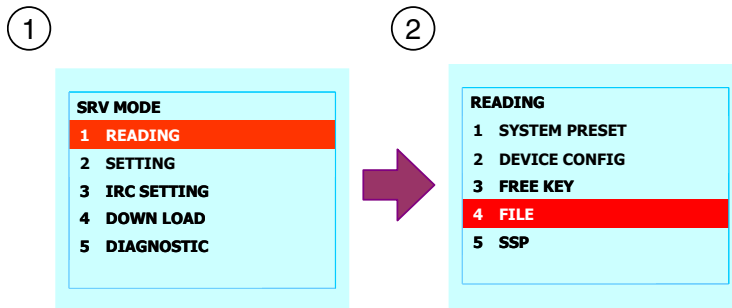 1
SRV MODE
1 READING
2 SETTING
3 IRC SETTING
4 DOWN LOAD
5 DIAGNOSTIC
2
READING
1 SYSTEM PRESET
2 DEVICE CONFIG
3 FREE KEY
4 FILE
5 SSP